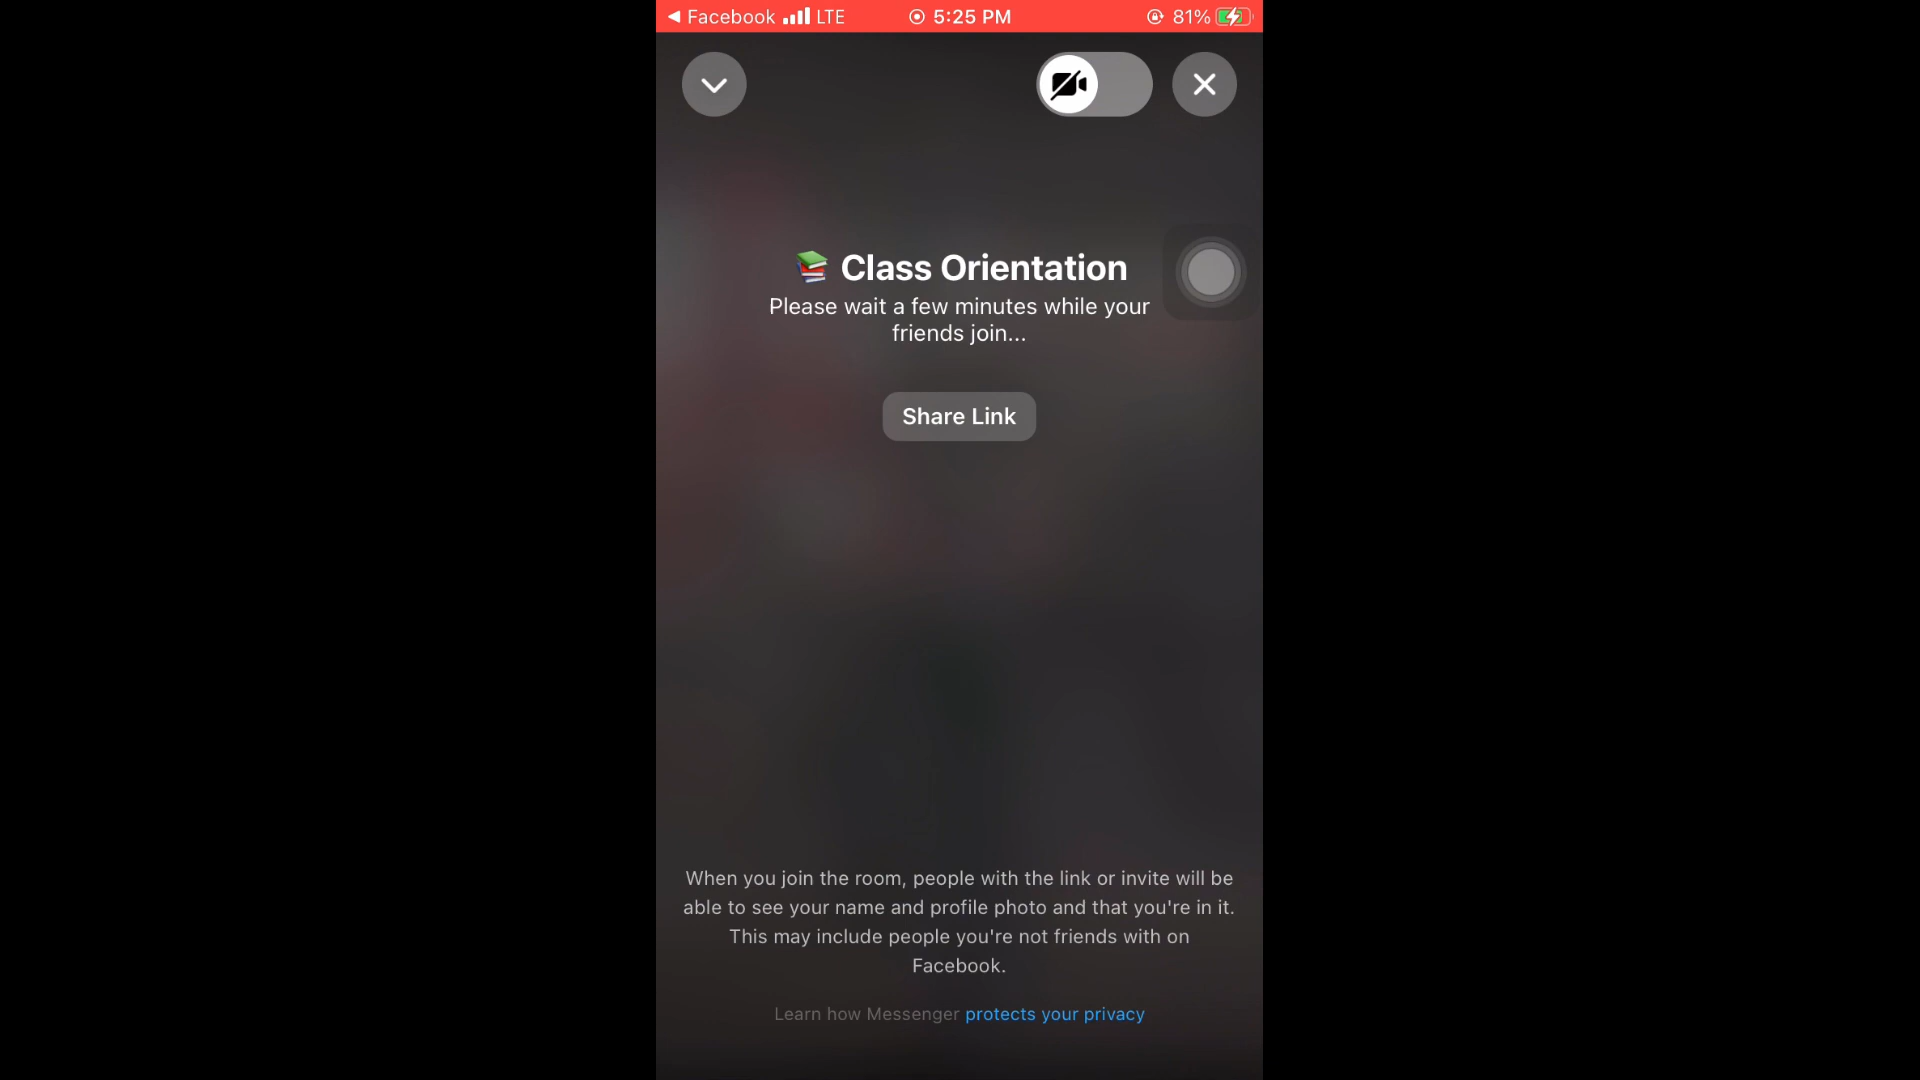 Facebook LTE 5:25 PM 81%
Class Orientation
Please wait a few minutes while your
friends join...
Share Link
When you join the room, people with the link or invite will be
able to see your name and profile photo and that you're in it.
This may include people you're not friends with on
Facebook.
Learn how Messenger protects your privacy